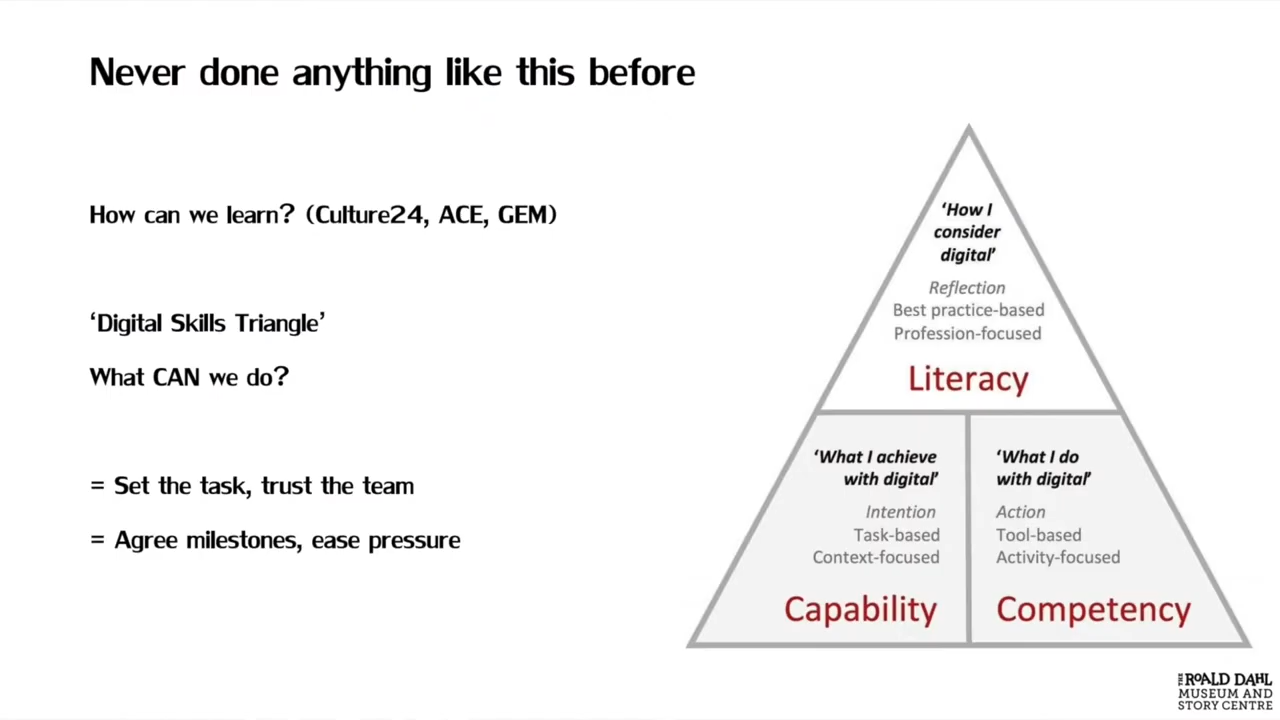 Never done anything like this before
How can we learn? (Culture24, ACE, GEM)
‘Digital Skills Triangle’
What CAN we do?
= Set the task, trust the team
= Agree milestones, ease pressure
‘How I
consider
digital’
Reflection
Best practice-based
Profession-focused
Literacy
‘What I achieve
with digital’
Intention
Task-based
Context-focused
Capability
‘What I do
with digital’
Action
Tool-based
Activity-focused
Competency
THE ROALD DAHL
MUSEUM AND
STORY CENTRE